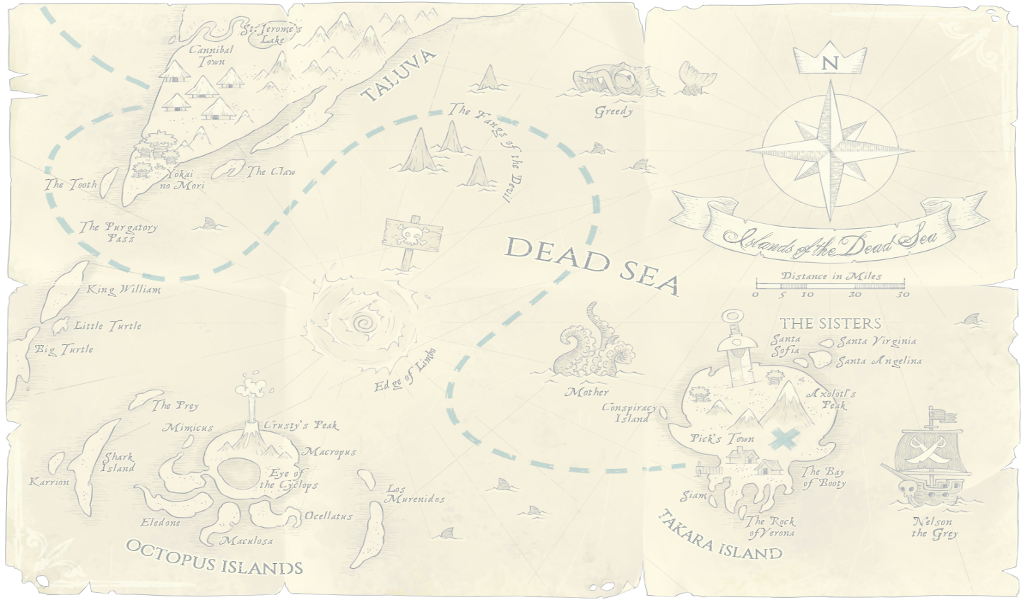 St. Jerome's
Lake
Cannibal
Town
TALUVA
The Fangs of the Devil
Greedy
N
The Tooth
Yokai
no Mori
The Claw
The Purgatory
Pass
Islands of the Dead Sea
DEAD SEA
Distance in Miles
0 5 10 20 30
King William
Little Turtle
Big Turtle
Edge of Limbo
THE SISTERS
Santa
Sofia
Santa Virginia
Santa Angelina
Mother
Conspiracy
Island
Axolotl's
Peak
Pick's Town
The Bay
of Booty
Siam
The Rock
of Verona
TAKARA ISLAND
Nelson
the Grey
The Prey
Mimicus
Crusty's Peak
Macropus
Shark
Island
Karrion
Eye of
the Cyclops
Los
Murenidos
Eledone
Ocellatus
Maculosa
OCTOPUS ISLANDS